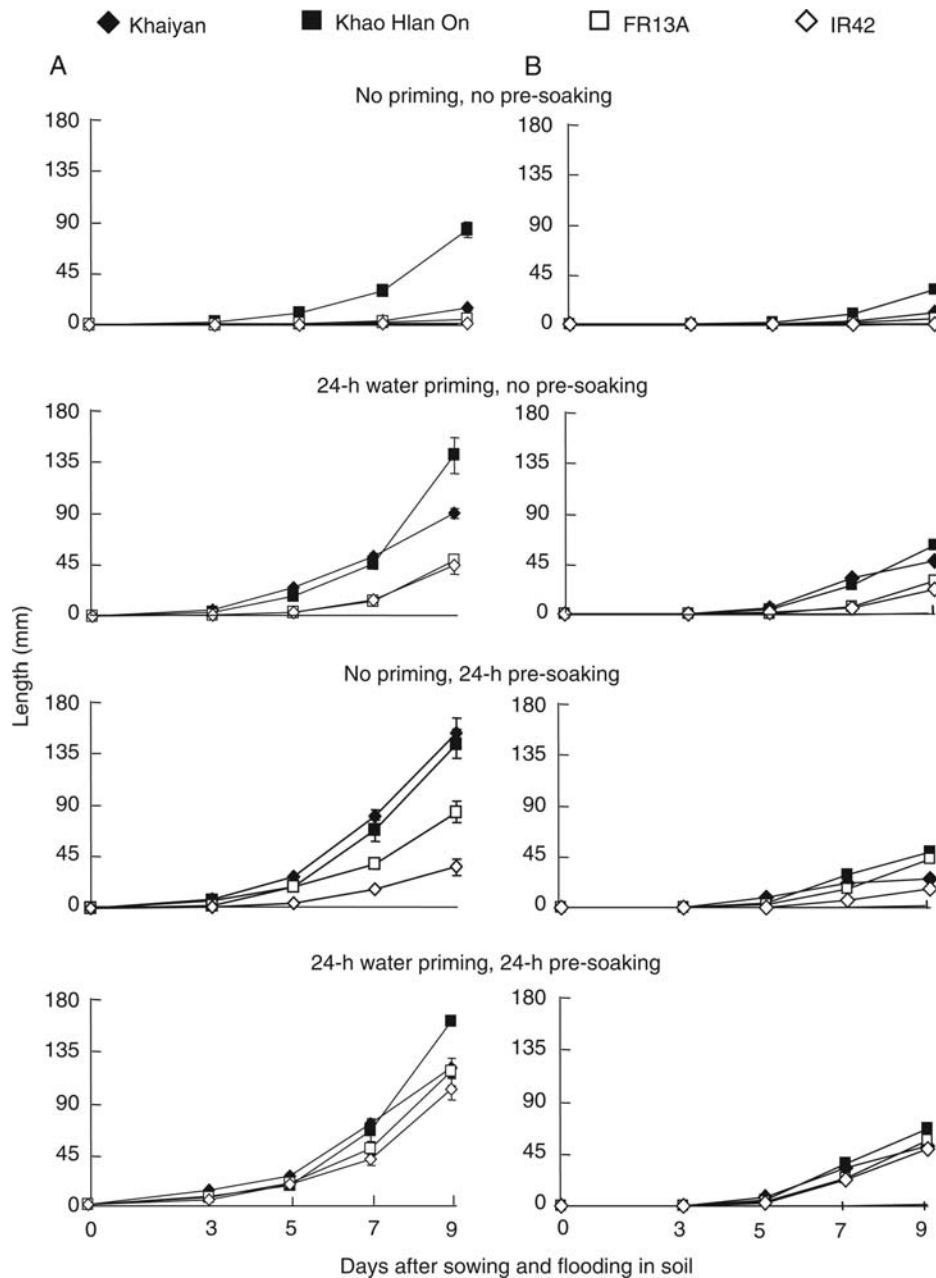 Khaiyan Khao Hlan On FR13A IR42
A B
No priming, no pre-soaking
180 180
135 135
90 90
45 45
0 0
24-h water priming, no pre-soaking
180 180
135 135
90 90
45 45
0 0
Length (mm)
No priming, 24-h pre-soaking
180 180
135 135
90 90
45 45
0 0
24-h water priming, 24-h pre-soaking
180 180
135 135
90 90
45 45
0 0
0 3 5 7 9 0 3 5 7 9
Days after sowing and flooding in soil